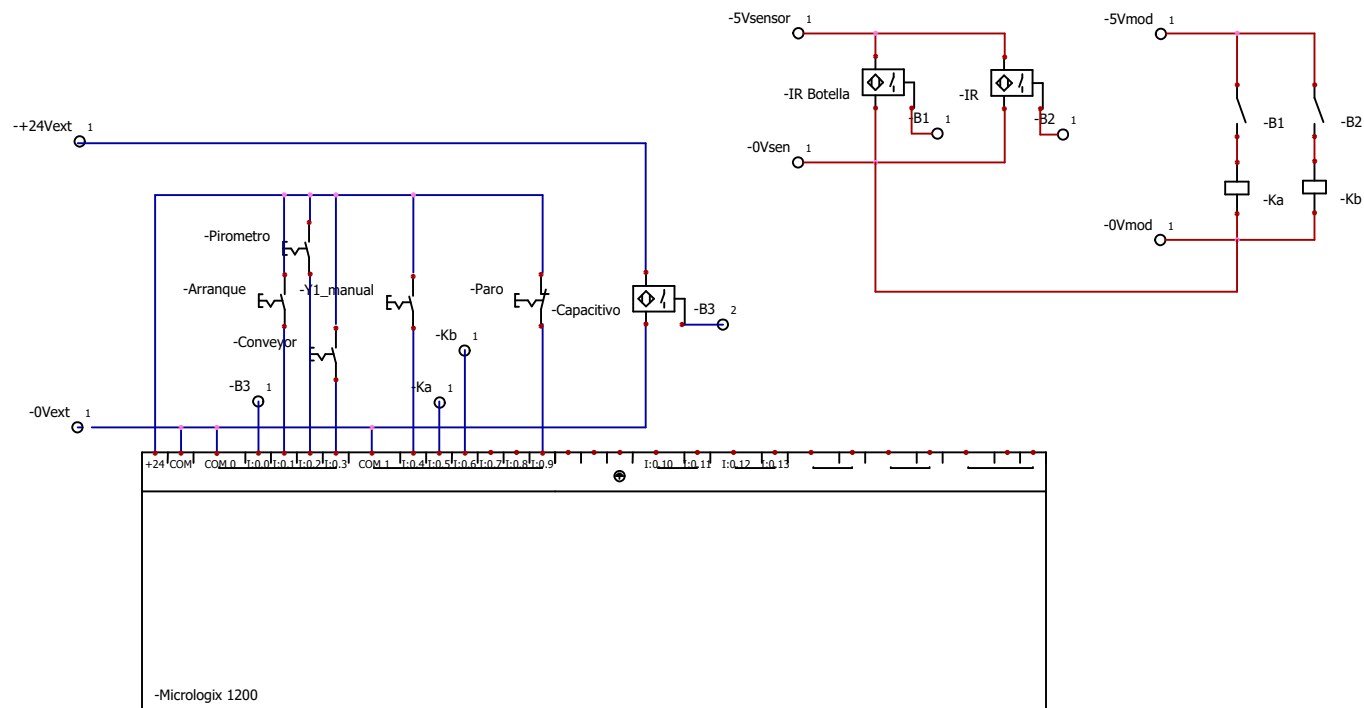 -5Vsensor 1
-5Vmod 1
-IR Botella
-IR
-B1 1
-B2 1
-B1
-B2
-+24Vext 1
-0Vsen 1
-Ka
-Kb
-0Vmod 1
-Pirometro
-Arranque
-Y1_manual
-Paro
-Capacitivo
-B3 2
-Conveyor
-Kb 1
-B3 1
-Ka 1
-0Vext 1
+24 COM COM 0 I:0.0 I:0.1 I:0.2 I:0.3 COM 1 I:0.4 I:0.5 I:0.6 I:0.7 I:0.8 I:0.9 I:0.10 I:0.11 I:0.12 I:0.13
-Micrologix 1200